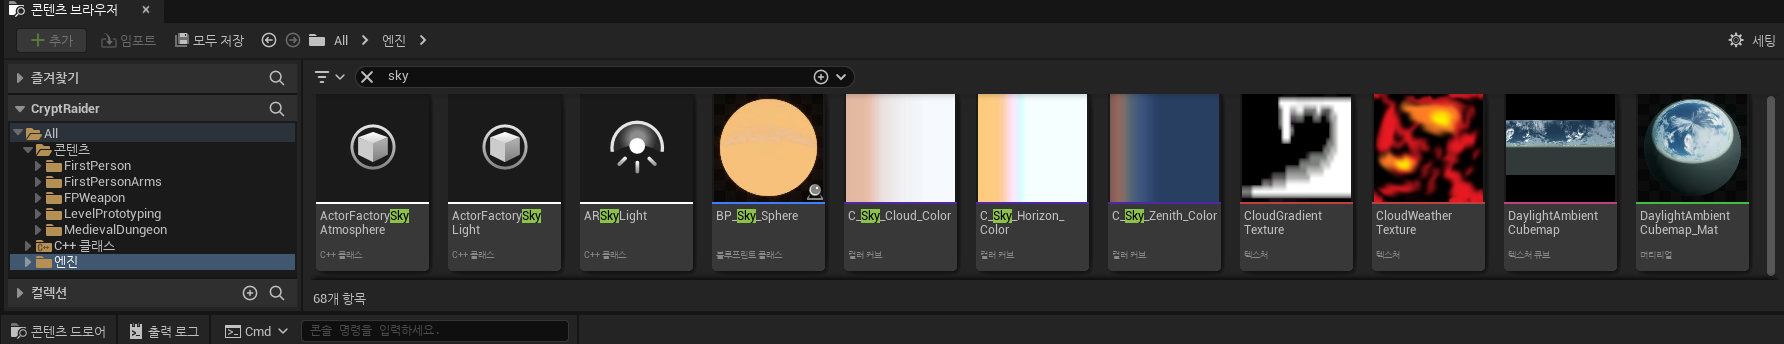 콘텐츠 브라우저
추가 임포트 모두 저장 All 엔진 세팅
즐겨찾기
sky
CryptRaider
All
콘텐츠
FirstPerson
FirstPersonArms
FPWeapon
LevelPrototyping
MedievalDungeon
C++ 클래스
엔진
컬렉션
ActorFactorySky
Atmosphere
C++ 클래스
ActorFactorySky
Light
C++ 클래스
ARSkyLight
C++ 클래스
BP_Sky_Sphere
블루프린트 클래스
C_Sky_Cloud_Color
컬러 커브
C_Sky_Horizon_
Color
컬러 커브
C_Sky_Zenith_Color
컬러 커브
CloudGradient
Texture
텍스처
CloudWeather
Texture
텍스처
DaylightAmbient
Cubemap
텍스처 큐브
DaylightAmbient
Cubemap_Mat
머티리얼
68개 항목
콘텐츠 드로어 출력 로그 Cmd 콘솔 명령을 입력하세요.